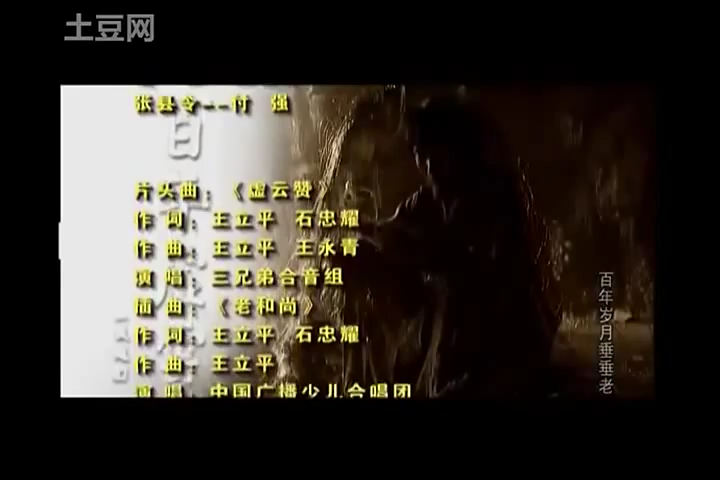 土豆网
张县令--付 强
片头曲：《虚云赞》
作 词：王立平 石忠耀
作 曲：王立平 王永青
演 唱：三兄弟合音组
插 曲：《老和尚》
作 词：王立平 石忠耀
作 曲：王立平
演 唱：中国广播少儿合唱团
百年岁月垂垂老